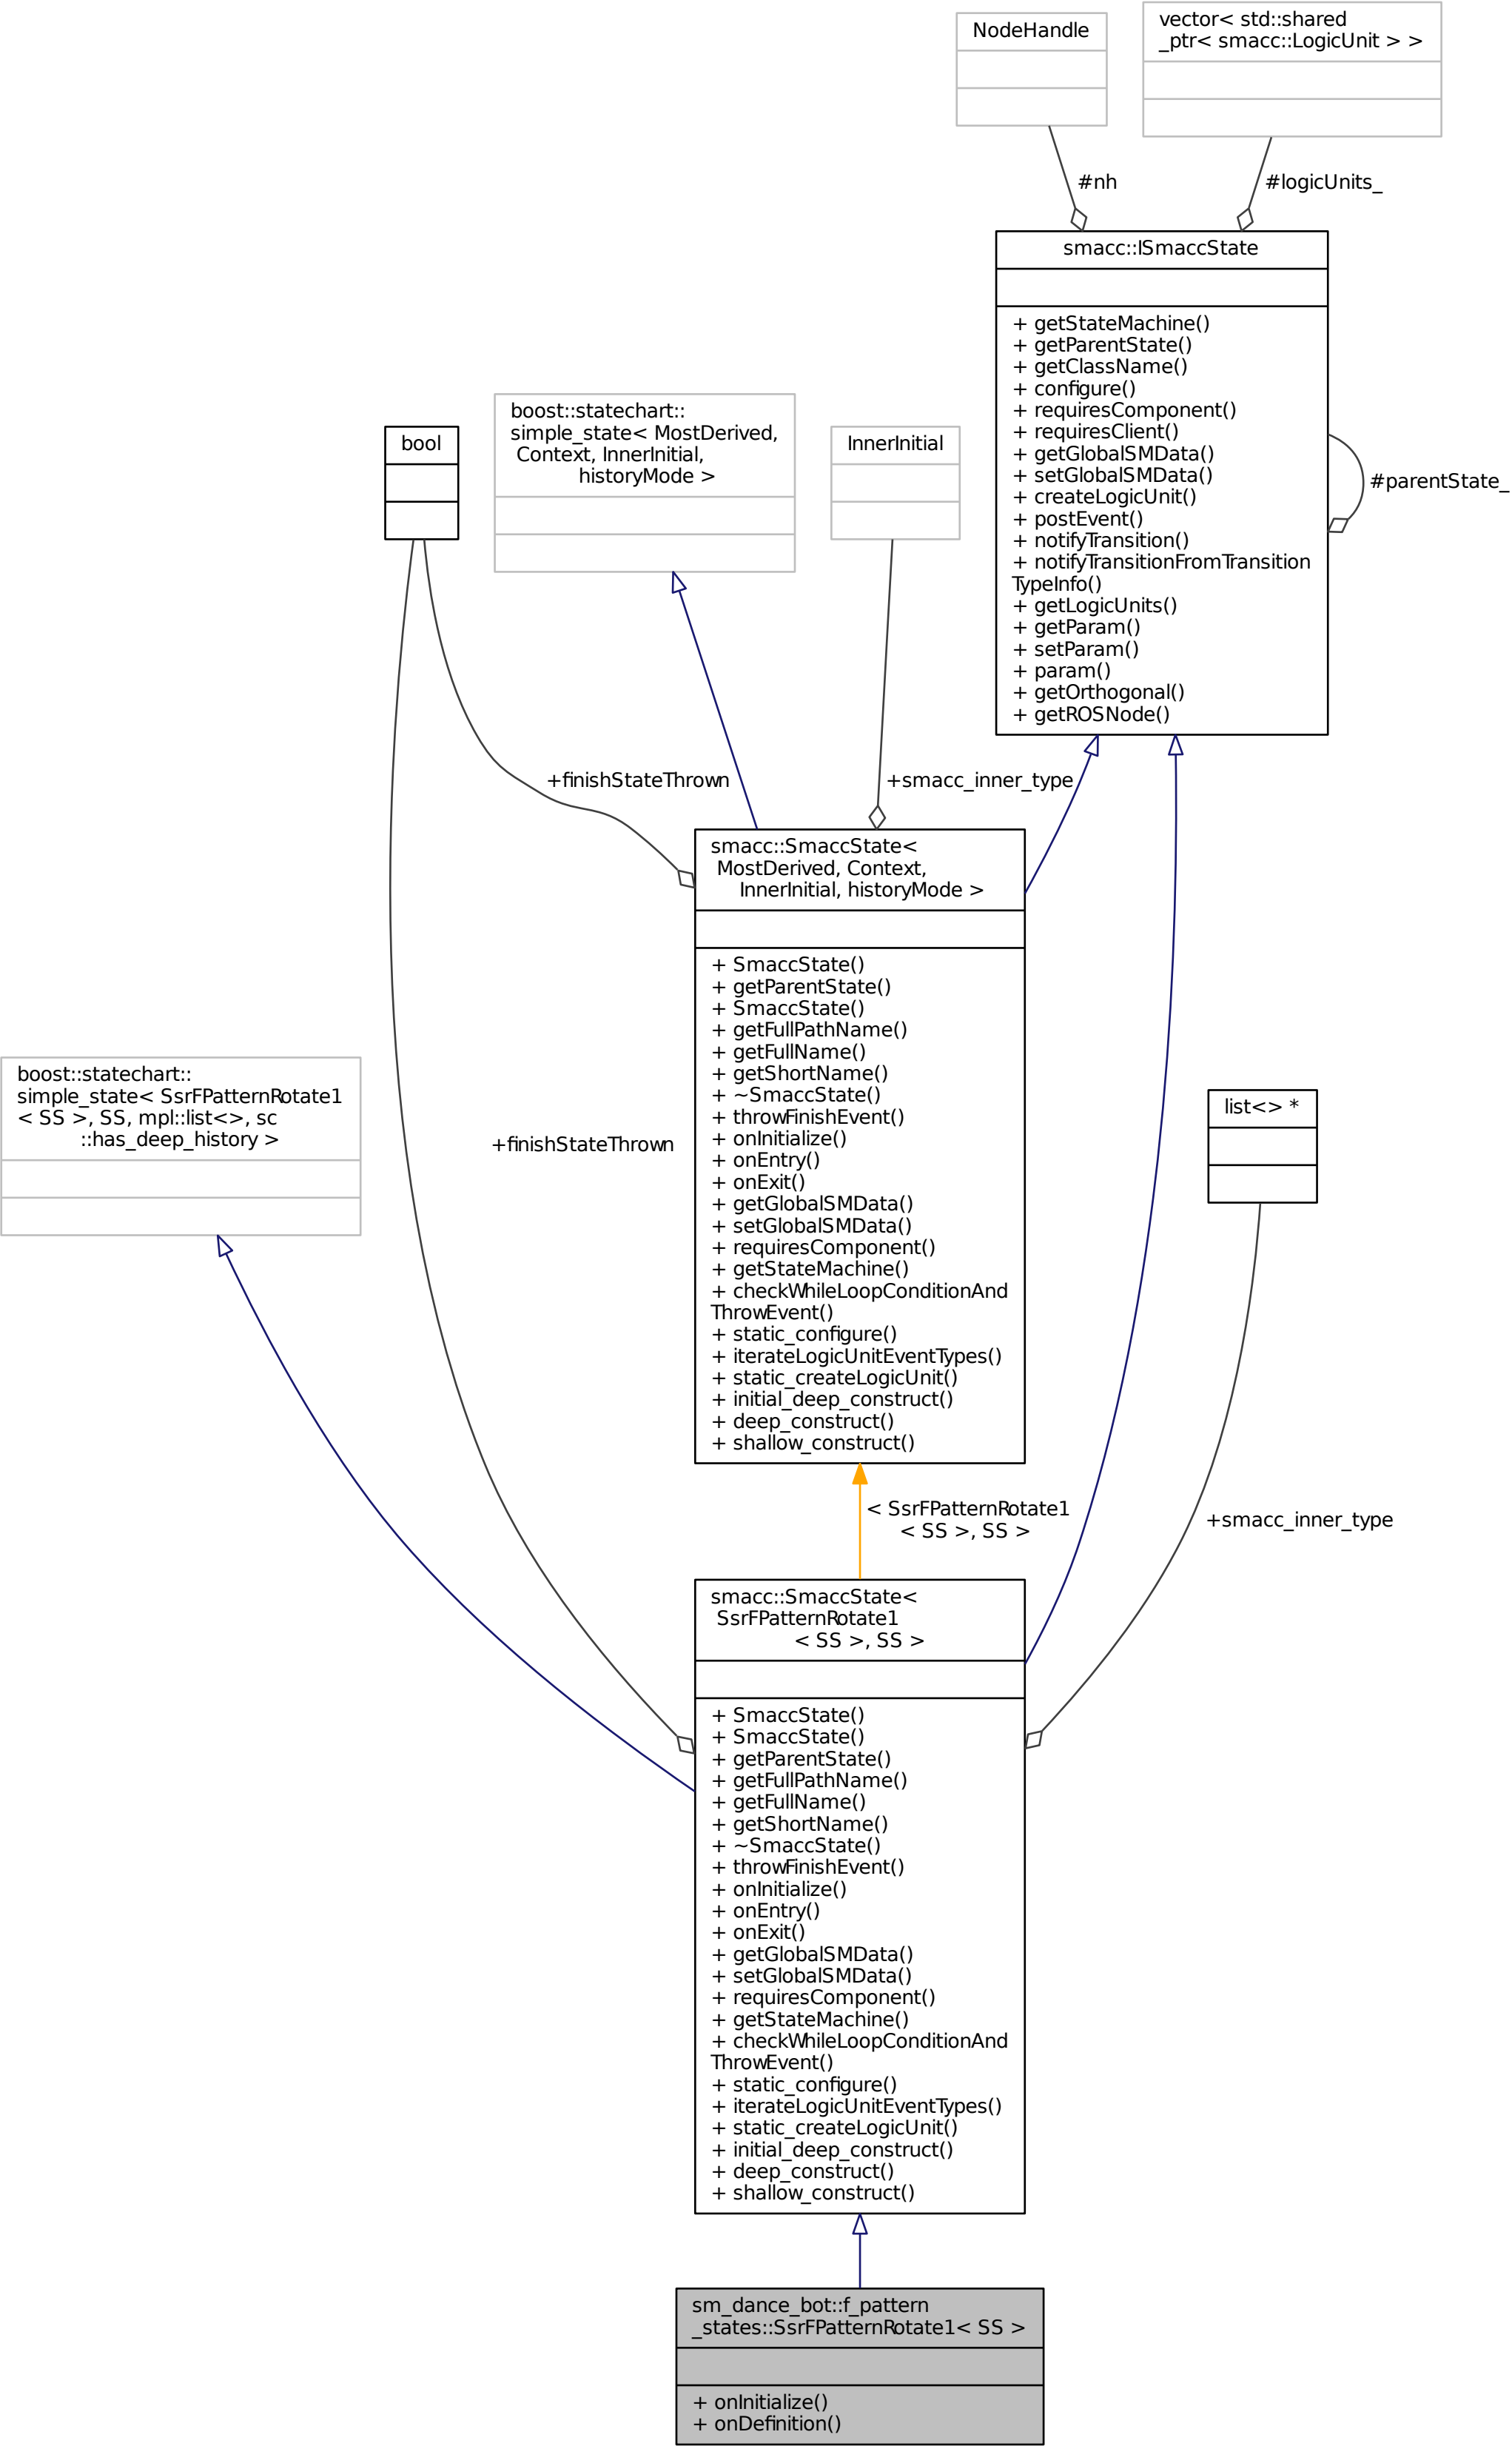 NodeHandle
vector< std::shared
_ptr< smacc::LogicUnit > >
#nh
#logicUnits_
smacc::ISmaccState
+ getStateMachine()
+ getParentState()
+ getClassName()
+ configure()
+ requiresComponent()
+ requiresClient()
+ getGlobalSMData()
+ setGlobalSMData()
+ createLogicUnit()
+ postEvent()
+ notifyTransition()
+ notifyTransitionFromTransition
TypeInfo()
+ getLogicUnits()
+ getParam()
+ setParam()
+ param()
+ getOrthogonal()
+ getROSNode()
#parentState_
bool
boost::statechart::
simple_state< MostDerived,
Context, InnerInitial,
historyMode >
InnerInitial
+finishStateThrown
+smacc_inner_type
smacc::SmaccState<
MostDerived, Context,
InnerInitial, historyMode >
+ SmaccState()
+ getParentState()
+ SmaccState()
+ getFullPathName()
+ getFullName()
+ getShortName()
+ ~SmaccState()
+ throwFinishEvent()
+ onInitialize()
+ onEntry()
+ onExit()
+ getGlobalSMData()
+ setGlobalSMData()
+ requiresComponent()
+ getStateMachine()
+ checkWhileLoopConditionAnd
ThrowEvent()
+ static_configure()
+ iterateLogicUnitEventTypes()
+ static_createLogicUnit()
+ initial_deep_construct()
+ deep_construct()
+ shallow_construct()
boost::statechart::
simple_state< SsrFPatternRotate1
< SS >, SS, mpl::list<>, sc
::has_deep_history >
+finishStateThrown
list<> *
< SsrFPatternRotate1
< SS >, SS >
+smacc_inner_type
smacc::SmaccState<
SsrFPatternRotate1
< SS >, SS >
+ SmaccState()
+ SmaccState()
+ getParentState()
+ getFullPathName()
+ getFullName()
+ getShortName()
+ ~SmaccState()
+ throwFinishEvent()
+ onInitialize()
+ onEntry()
+ onExit()
+ getGlobalSMData()
+ setGlobalSMData()
+ requiresComponent()
+ getStateMachine()
+ checkWhileLoopConditionAnd
ThrowEvent()
+ static_configure()
+ iterateLogicUnitEventTypes()
+ static_createLogicUnit()
+ initial_deep_construct()
+ deep_construct()
+ shallow_construct()
sm_dance_bot::f_pattern
_states::SsrFPatternRotate1< SS >
+ onInitialize()
+ onDefinition()